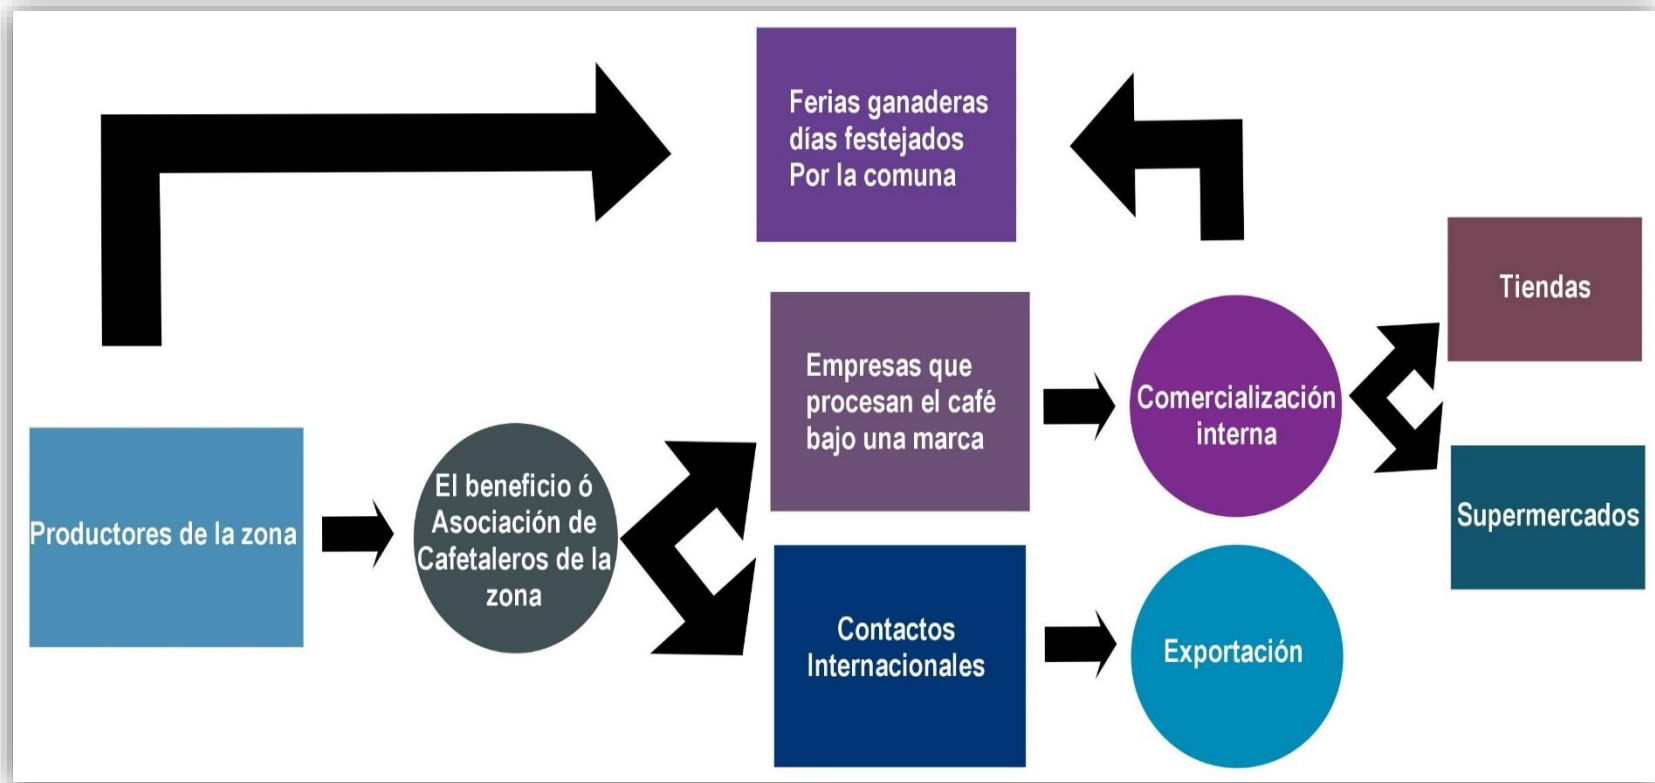 Ferias ganaderas
días festejados
Por la comuna
Productores de la zona
El beneficio ó
Asociación de
Cafetaleros de la
zona
Empresas que
procesan el café
bajo una marca
Contactos
Internacionales
Comercialización
interna
Exportación
Tiendas
Supermercados